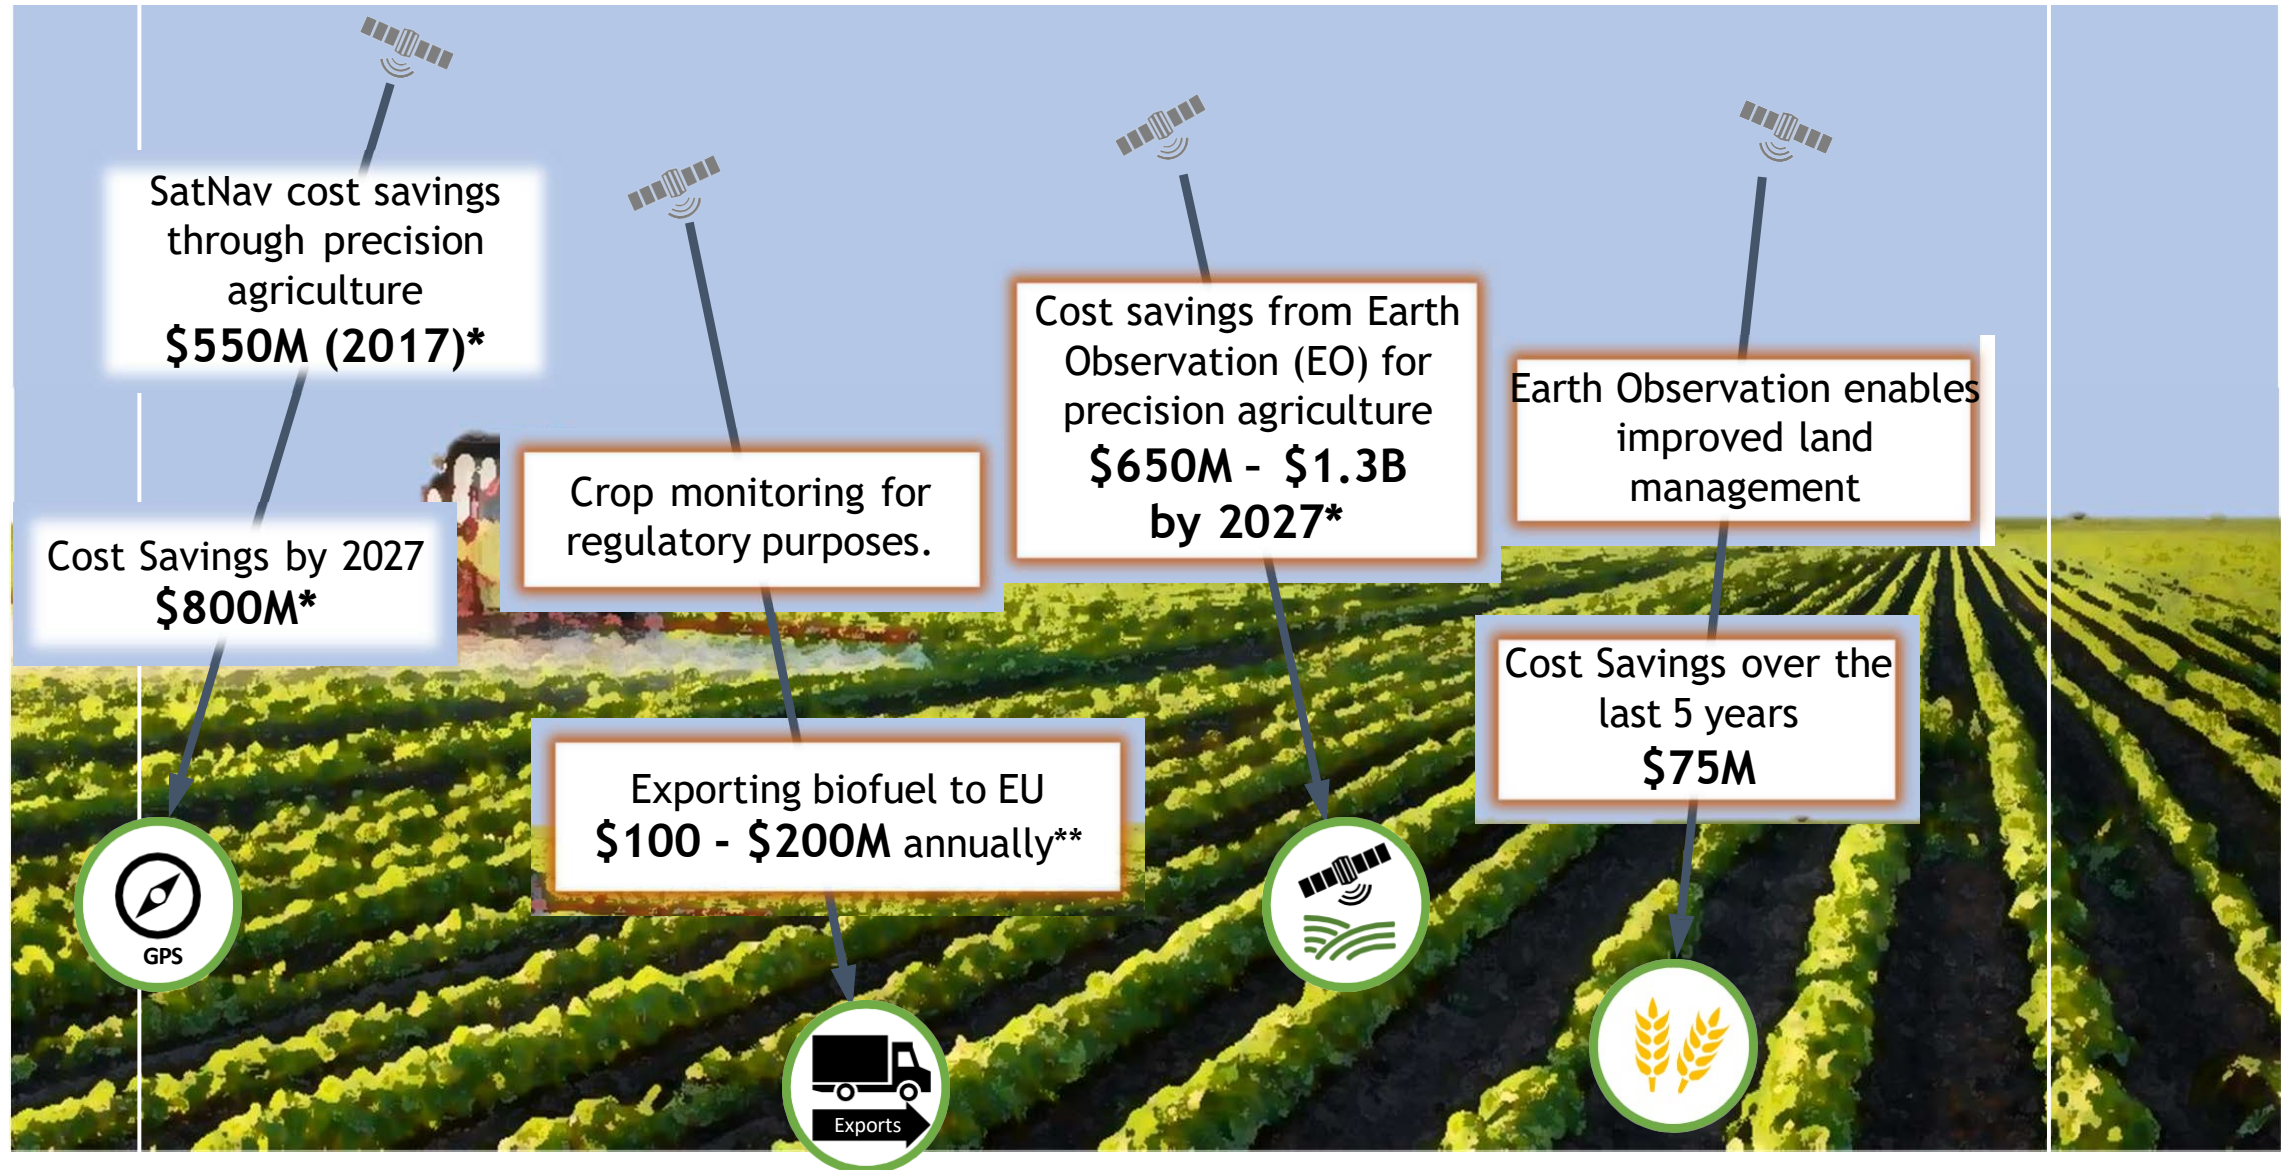 SatNav cost savings
through precision
agriculture
$550M (2017)*
Cost Savings by 2027
$800M*
GPS
Crop monitoring for
regulatory purposes.
Exporting biofuel to EU
$100 - $200M annually**
Exports
Cost savings from Earth
Observation (EO) for
precision agriculture
$650M – $1.3B
by 2027*
Earth Observation enables
improved land
management
Cost Savings over the
last 5 years
$75M